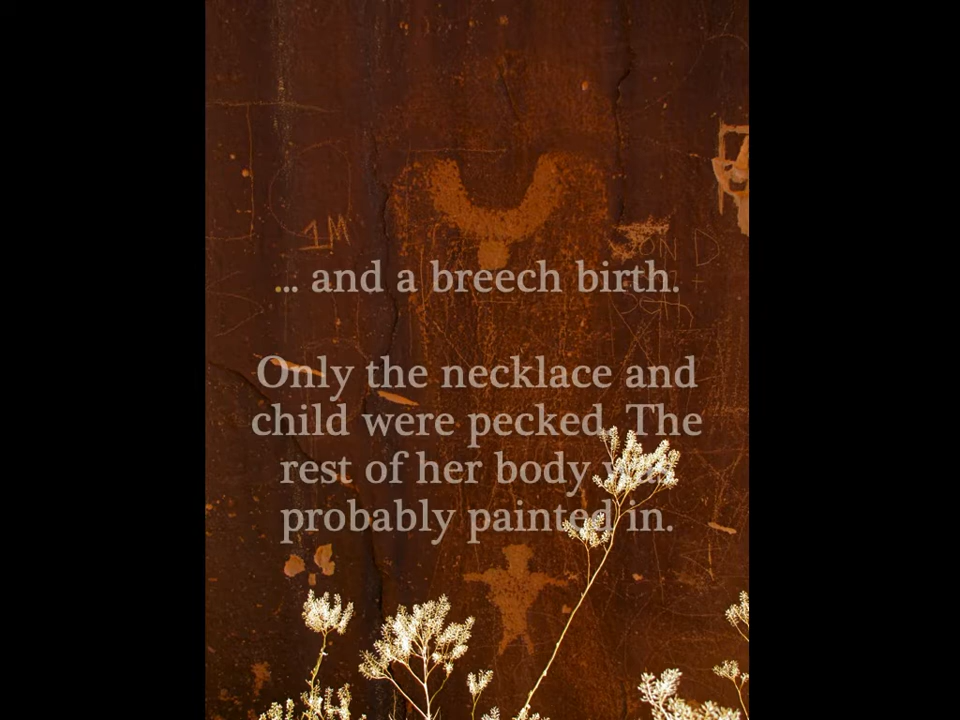 1M
... and a breech birth.
Only the necklace and
child were pecked. The
rest of her body was
probably painted in.